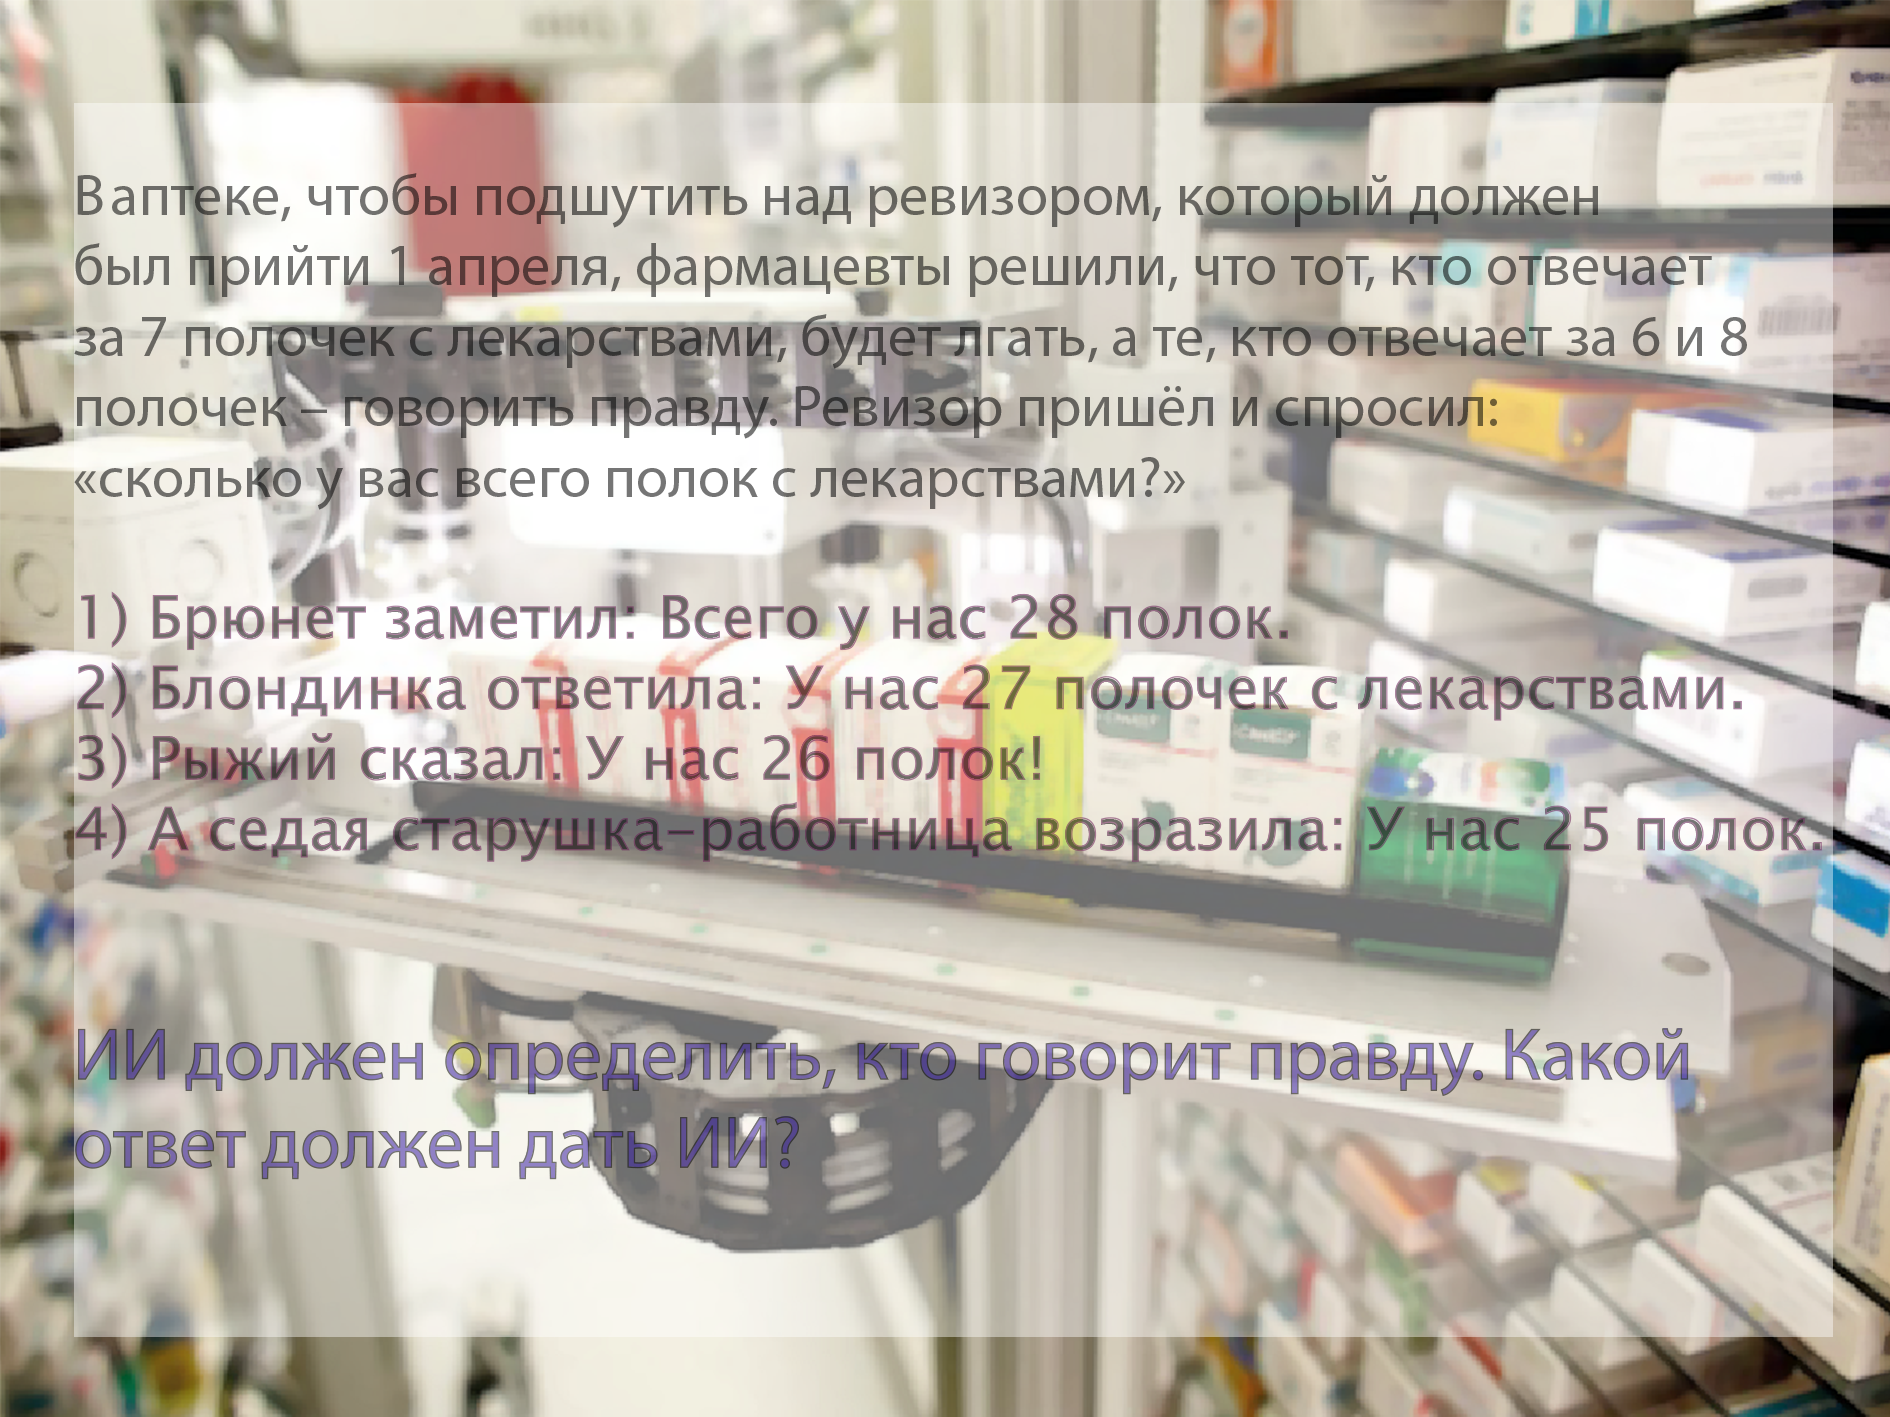 В аптеке, чтобы подшутить над ревизором, который должен
был прийти 1 апреля, фармацевты решили, что тот, кто отвечает
за 7 полочек с лекарствами, будет лгать, а те, кто отвечает за 6 и 8
полочек – говорить правду. Ревизор пришёл и спросил:
«сколько у вас всего полок с лекарствами?»
1) Брюнет заметил: Всего у нас 28 полок.
2) Блондинка ответила: У нас 27 полочек с лекарствами.
3) Рыжий сказал: У нас 26 полок!
4) А седая старушка-работница возразила: У нас 25 полок.
ИИ должен определить, кто говорит правду. Какой
ответ должен дать ИИ?